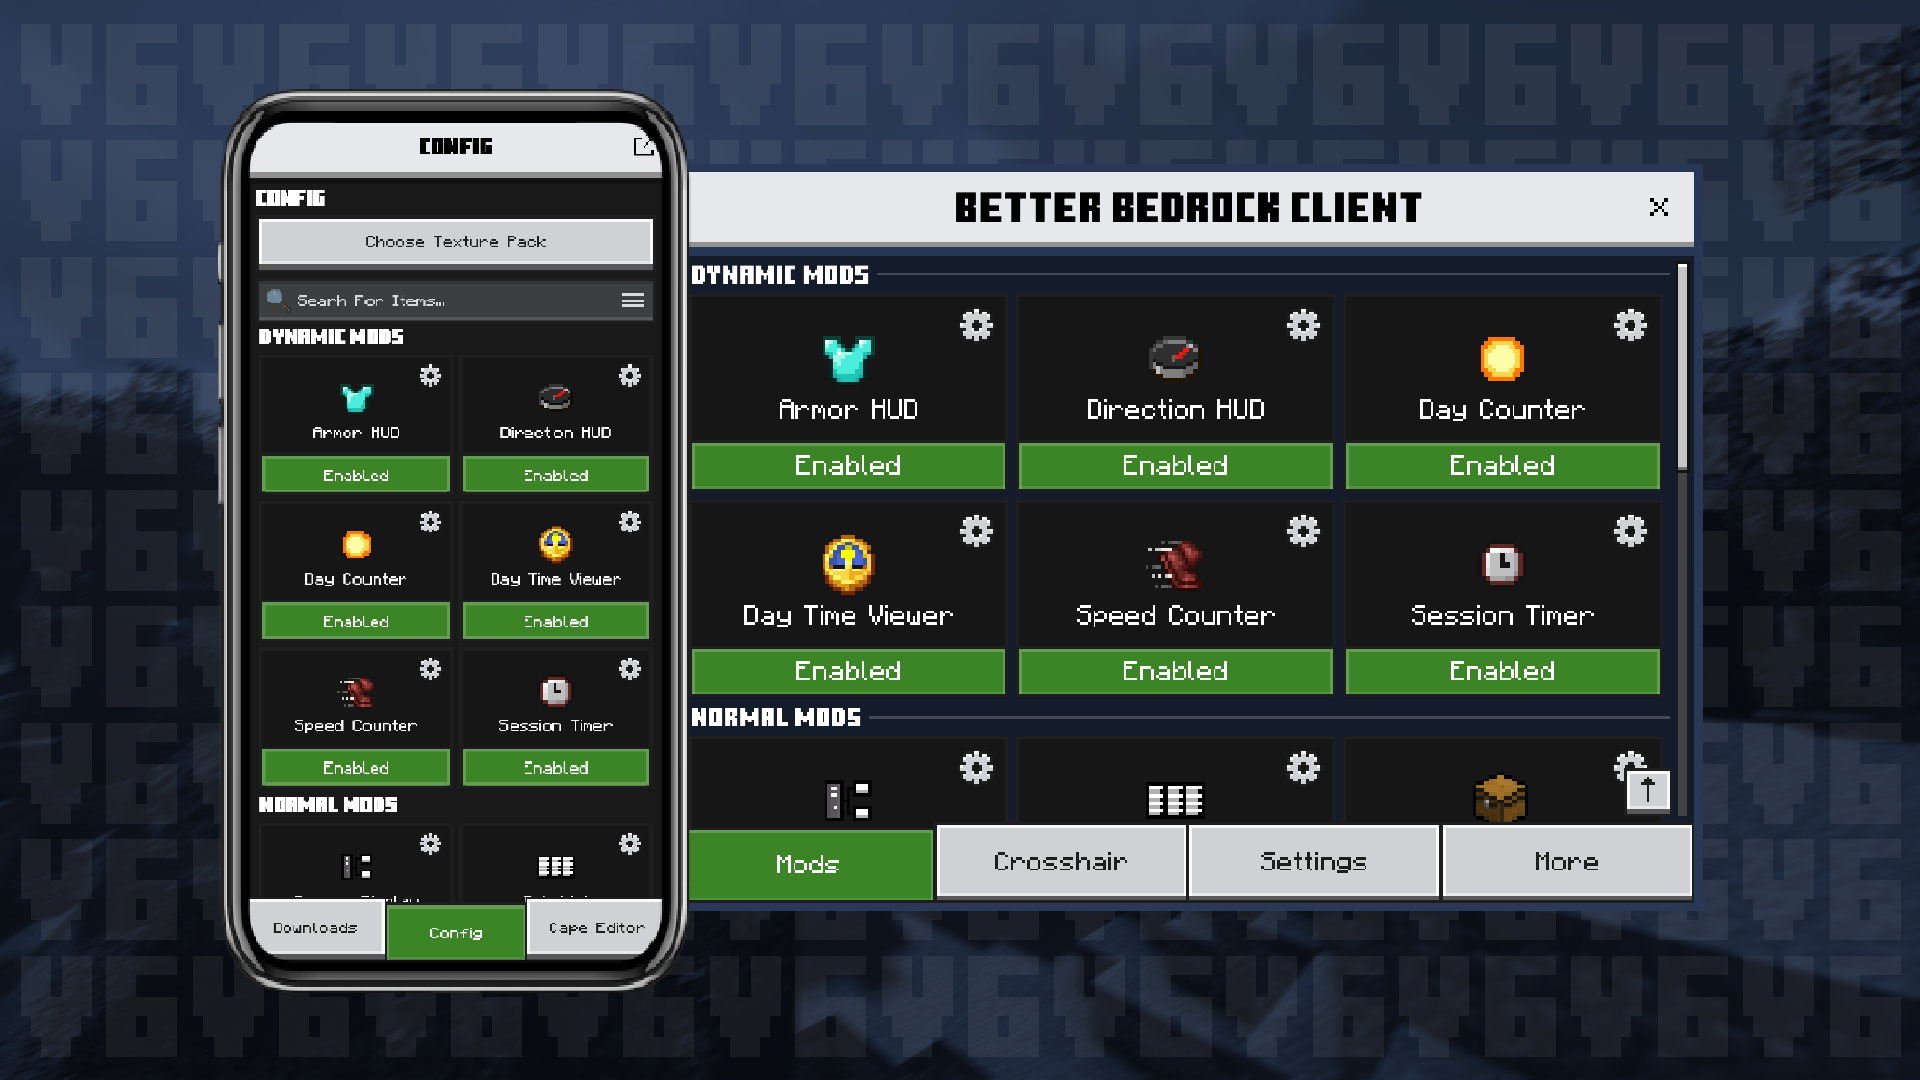 CONFIG
CONFIG
Choose Texture Pack
Searh For Items...
DYNAMIC MODS
Armor HUD
Directon HUD
Enabled
Enabled
Day Counter
Day Time Viewer
Enabled
Enabled
Speed Counter
Session Timer
Enabled
Enabled
NORMAL MODS
Downloads
Config
Cape Editor
BETTER BEDROCK CLIENT
DYNAMIC MODS
Armor HUD
Direction HUD
Day Counter
Enabled
Enabled
Enabled
Day Time Viewer
Speed Counter
Session Timer
Enabled
Enabled
Enabled
NORMAL MODS
Mods
Crosshair
Settings
More